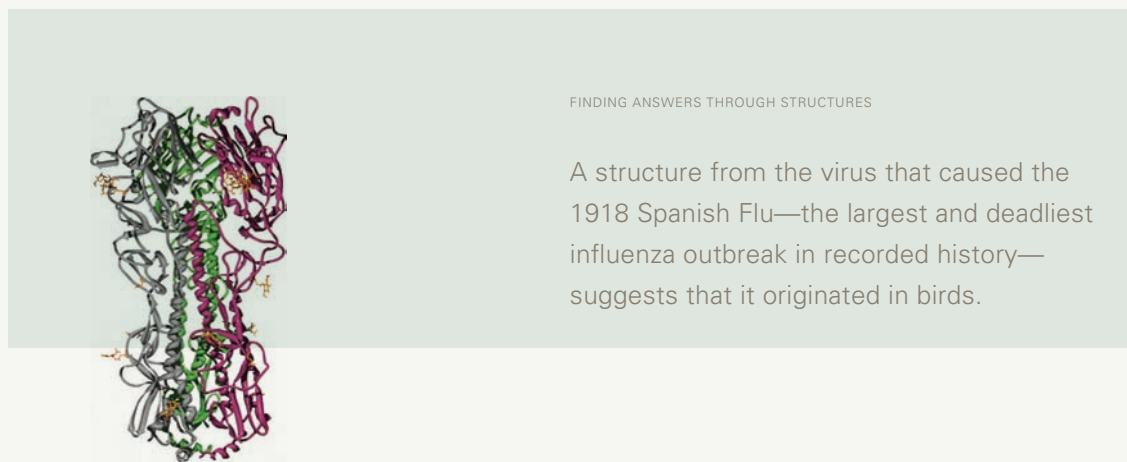 FINDING ANSWERS THROUGH STRUCTURES
A structure from the virus that caused the
1918 Spanish Flu—the largest and deadliest
influenza outbreak in recorded history—
suggests that it originated in birds.